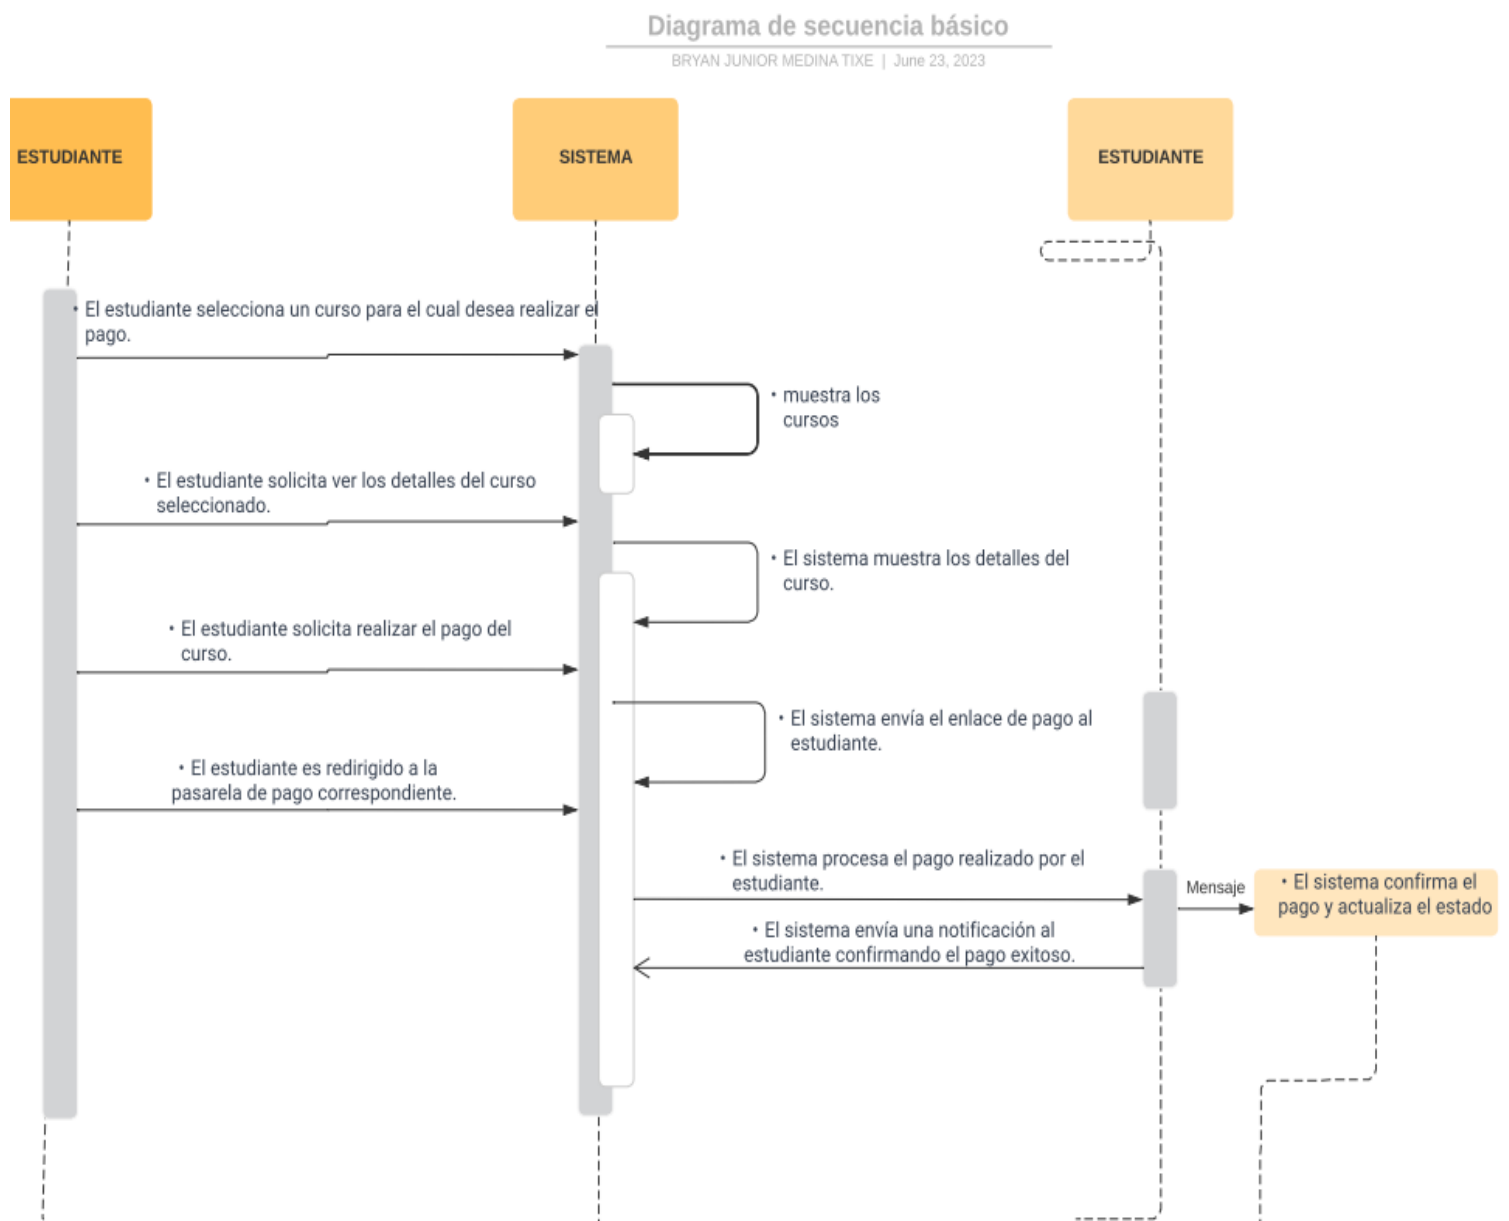 Diagrama de secuencia básico
BRYAN JUNIOR MEDINA TIXE | June 23, 2023
ESTUDIANTE
SISTEMA
ESTUDIANTE
• El estudiante selecciona un curso para el cual desea realizar el
pago.
• muestra los
cursos
• El estudiante solicita ver los detalles del curso
seleccionado.
• El sistema muestra los detalles del
curso.
• El estudiante solicita realizar el pago del
curso.
• El sistema envía el enlace de pago al
estudiante.
• El estudiante es redirigido a la
pasarela de pago correspondiente.
• El sistema procesa el pago realizado por el
estudiante.
Mensaje
• El sistema confirma el
pago y actualiza el estado
• El sistema envía una notificación al
estudiante confirmando el pago exitoso.